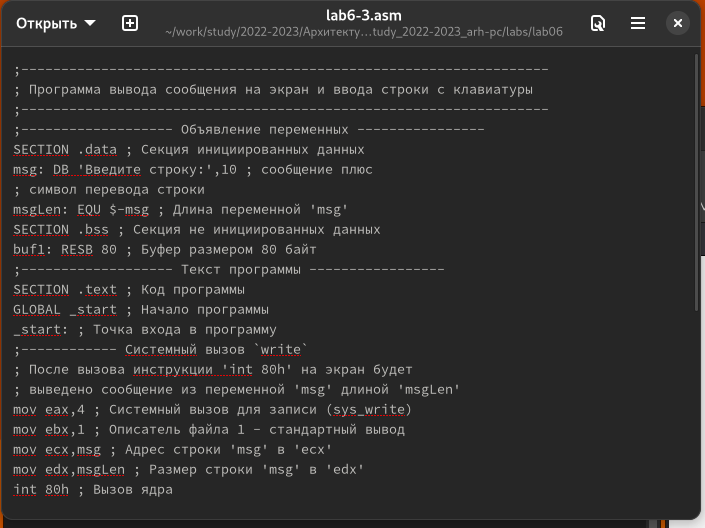 Открыть
lab6-3.asm
~/work/study/2022-2023/Архитекту…tudy_2022-2023_arh-pc/labs/lab06
;------------------------------------------------------------------
; Программа вывода сообщения на экран и ввода строки с клавиатуры
;------------------------------------------------------------------
;------------------- Объявление переменных ----------------
SECTION .data ; Секция инициированных данных
msg: DB 'Введите строку:',10 ; сообщение плюс
; символ перевода строки
msgLen: EQU $-msg ; Длина переменной 'msg'
SECTION .bss ; Секция не инициированных данных
buf1: RESB 80 ; Буфер размером 80 байт
;------------------- Текст программы -----------------
SECTION .text ; Код программы
GLOBAL _start ; Начало программы
_start: ; Точка входа в программу
;------------ Системный вызов `write`
; После вызова инструкции 'int 80h' на экран будет
; выведено сообщение из переменной 'msg' длиной 'msgLen'
mov eax,4 ; Системный вызов для записи (sys_write)
mov ebx,1 ; Описатель файла 1 - стандартный вывод
mov ecx,msg ; Адрес строки 'msg' в 'ecx'
mov edx,msgLen ; Размер строки 'msg' в 'edx'
int 80h ; Вызов ядра